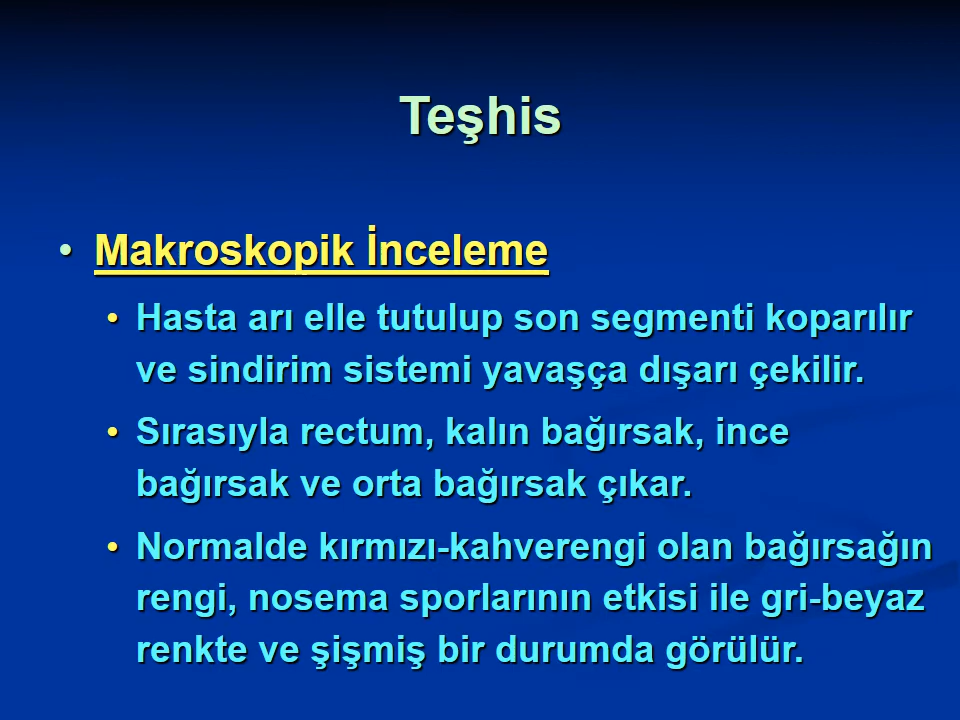 Teşhis
• Makroskopik İnceleme
• Hasta arı elle tutulup son segmenti koparılır
ve sindirim sistemi yavaşça dışarı çekilir.
• Sırasıyla rectum, kalın bağırsak, ince
bağırsak ve orta bağırsak çıkar.
• Normalde kırmızı-kahverengi olan bağırsağın
rengi, nosema sporlarının etkisi ile gri-beyaz
renkte ve şişmiş bir durumda görülür.